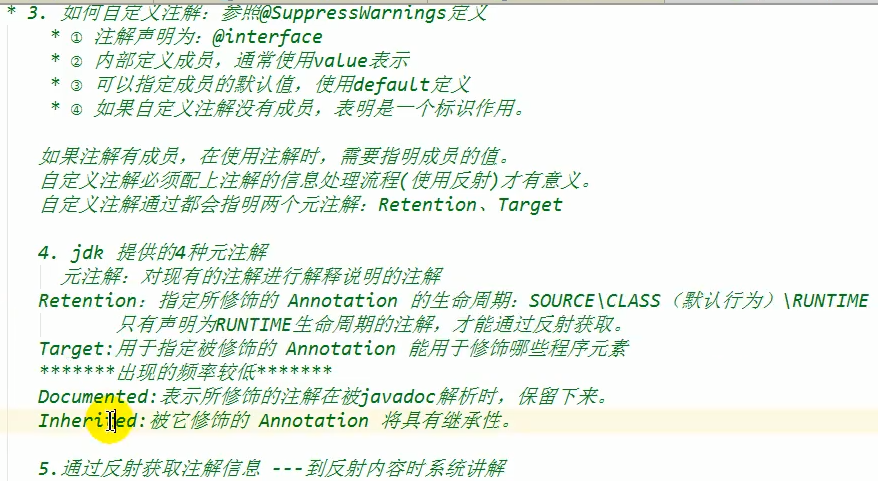 * 3. 如何自定义注解：参照@SuppressWarnings定义
* ① 注解声明为：@interface
* ② 内部定义成员，通常使用value表示
* ③ 可以指定成员的默认值，使用default定义
* ④ 如果自定义注解没有成员，表明是一个标识作用。
如果注解有成员，在使用注解时，需要指明成员的值。
自定义注解必须配上注解的信息处理流程(使用反射)才有意义。
自定义注解通过都会指明两个元注解：Retention、Target
4. jdk 提供的4种元注解
元注解：对现有的注解进行解释说明的注解
Retention：指定所修饰的 Annotation 的生命周期：SOURCE\CLASS（默认行为）\RUNTIME
只有声明为RUNTIME生命周期的注解，才能通过反射获取。
Target:用于指定被修饰的 Annotation 能用于修饰哪些程序元素
*******出现的频率较低*******
Documented:表示所修饰的注解在被javadoc解析时，保留下来。
Inherited:被它修饰的 Annotation 将具有继承性。
5.通过反射获取注解信息 ---到反射内容时系统讲解